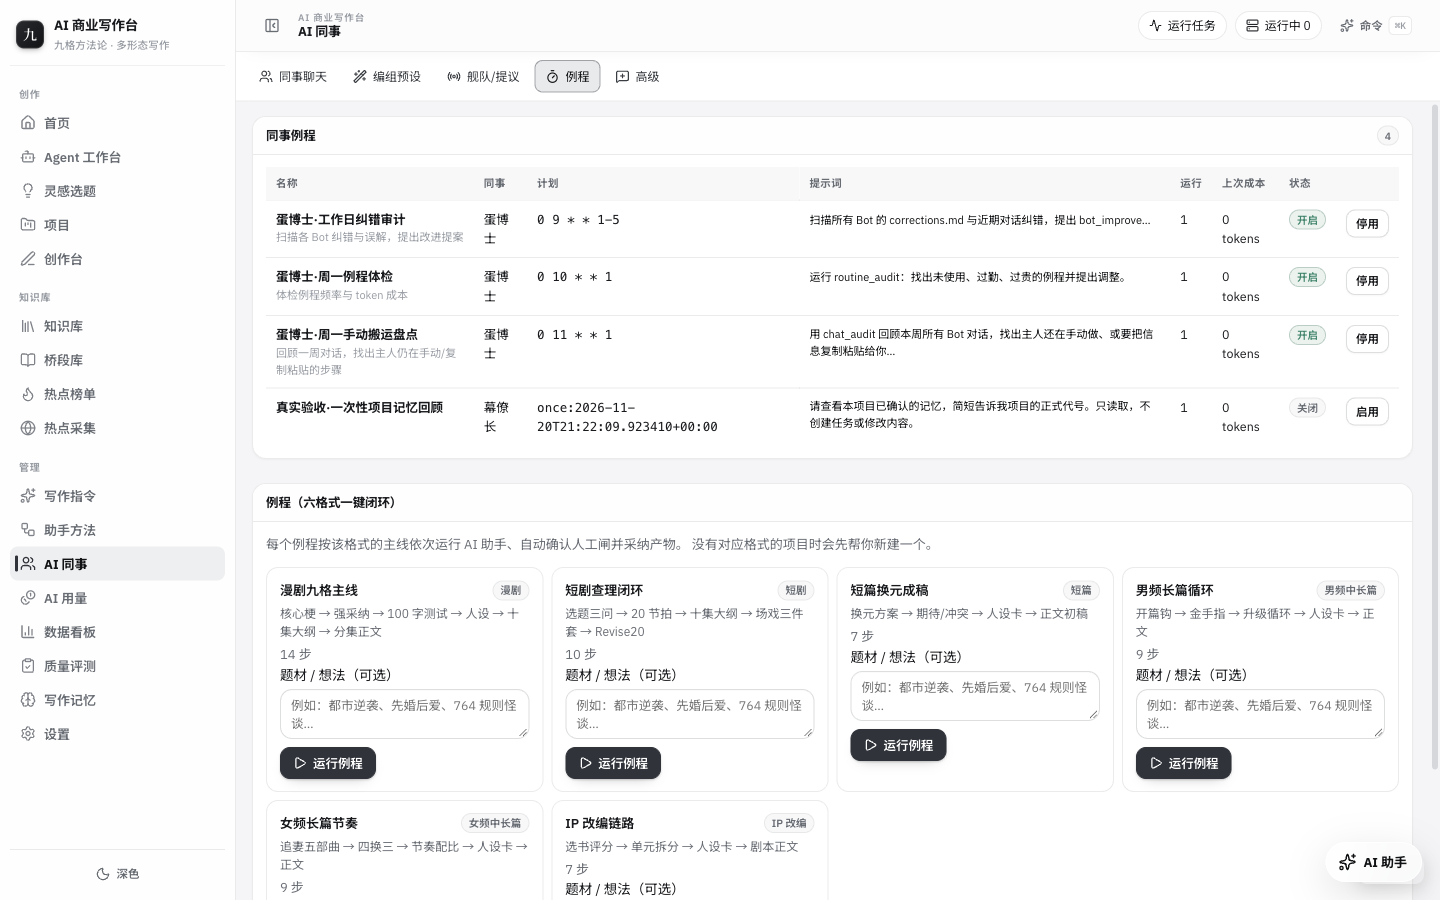 九
AI 商业写作台
九格方法论 · 多形态写作
创作
首页
Agent 工作台
灵感选题
项目
创作台
知识库
知识库
桥段库
热点榜单
热点采集
管理
写作指令
助手方法
AI 同事
AI 用量
数据看板
质量评测
写作记忆
设置
深色
AI 商业写作台
AI 同事
运行任务
运行中 0
命令 ⌘K
同事聊天
编组预设
舰队/提议
例程
高级
同事例程
4
名称 同事 计划 提示词 运行 上次成本 状态
蛋博士·工作日纠错审计
扫描各 Bot 纠错与误解，提出改进提案
蛋博
士
0 9 * * 1-5
扫描所有 Bot 的 corrections.md 与近期对话纠错，提出 bot_improve...
1
0
tokens
开启
停用
蛋博士·周一例程体检
体检例程频率与 token 成本
蛋博
士
0 10 * * 1
运行 routine_audit：找出未使用、过勤、过贵的例程并提出调整。
1
0
tokens
开启
停用
蛋博士·周一手动搬运盘点
回顾一周对话，找出主人仍在手动/复
制粘贴的步骤
蛋博
士
0 11 * * 1
用 chat_audit 回顾本周所有 Bot 对话，找出主人还在手动做、或要把信
息复制粘贴给你...
1
0
tokens
开启
停用
真实验收·一次性项目记忆回顾
幕僚
长
once:2026-11-
20T21:22:09.923410+00:00
请查看本项目已确认的记忆，简短告诉我项目的正式代号。只读取，不
创建任务或修改内容。
1
0
tokens
关闭
启用
例程（六格式一键闭环）
每个例程按该格式的主线依次运行 AI 助手、自动确认人工闸并采纳产物。 没有对应格式的项目时会先帮你新建一个。
漫剧九格主线
漫剧
核心梗 → 强采纳 → 100 字测试 → 人设 → 十
集大纲 → 分集正文
14 步
题材 / 想法（可选）
例如：都市逆袭、先婚后爱、764 规则怪
谈...
运行例程
短剧查理闭环
短剧
选题三问 → 20 节拍 → 十集大纲 → 场戏三件
套 → Revise20
10 步
题材 / 想法（可选）
例如：都市逆袭、先婚后爱、764 规则怪
谈...
运行例程
短篇换元成稿
短篇
换元方案 → 期待/冲突 → 人设卡 → 正文初稿
7 步
题材 / 想法（可选）
例如：都市逆袭、先婚后爱、764 规则怪
谈...
运行例程
男频长篇循环
男频中长篇
开篇钩 → 金手指 → 升级循环 → 人设卡 → 正
文
9 步
题材 / 想法（可选）
例如：都市逆袭、先婚后爱、764 规则怪
谈...
运行例程
女频长篇节奏
女频中长篇
追妻五部曲 → 四换三 → 节奏配比 → 人设卡 →
正文
9 步
IP 改编链路
IP 改编
选书评分 → 单元拆分 → 人设卡 → 剧本正文
7 步
题材 / 想法（可选）
AI 助手